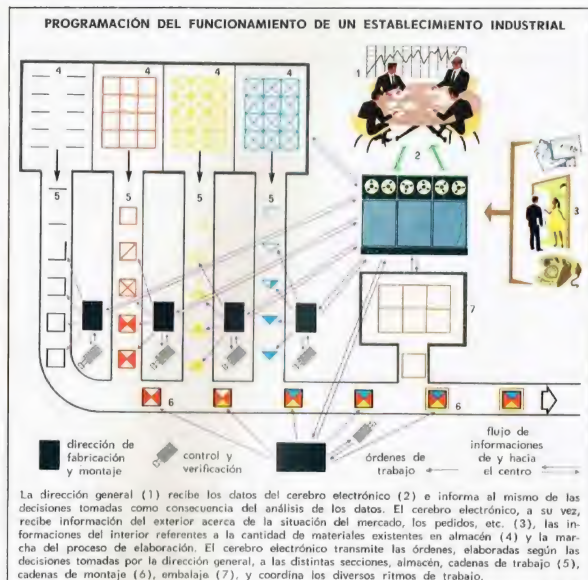 PROGRAMACIÓN DEL FUNCIONAMIENTO DE UN ESTABLECIMIENTO INDUSTRIAL
4
4
4
4
1
2
3
5
5
5
5
7
6
6
dirección de
fabricación
y montaje
control y
verificación
órdenes de
trabajo
flujo de
informaciones
de y hacia
el centro
La dirección general (1) recibe los datos del cerebro electrónico (2) e informa al mismo de las
decisiones tomadas como consecuencia del análisis de los datos. El cerebro electrónico, a su vez,
recibe información del exterior acerca de la situación del mercado, los pedidos, etc. (3), las in-
formaciones del interior referentes a la cantidad de materiales existentes en almacén (4) y la mar-
cha del proceso de elaboración. El cerebro electrónico transmite las órdenes, elaboradas según las
decisiones tomadas por la dirección general, a las distintas secciones, almacén, cadenas de trabajo (5),
cadenas de montaje (6), embalaje (7), y coordina los diversos ritmos de trabajo.